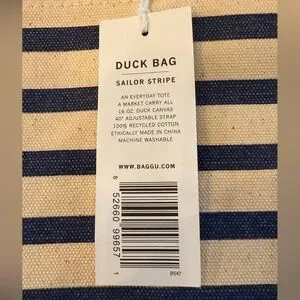 DUCK BAG
SAILOR STRIPE
AN EVERYDAY TOTE
A MARKET CARRY ALL
16 OZ. DUCK CANVAS
40" ADJUSTABLE STRAP
100% RECYCLED COTTON
ETHICALLY MADE IN CHINA
MACHINE WASHABLE
WWW.BAGGU.COM
8 52660 99657 1
B547